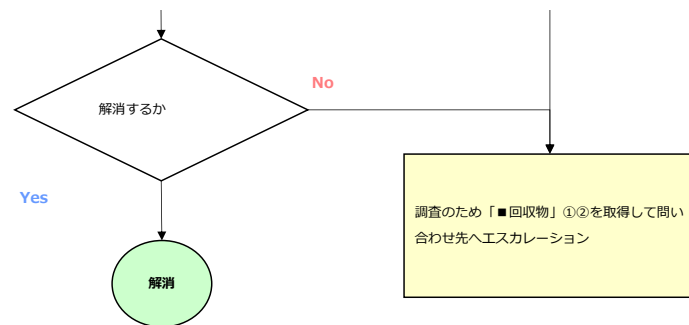 解消するか
No
Yes
調査のため「■回収物」①②を取得して問い
合わせ先へエスカレーション
解消